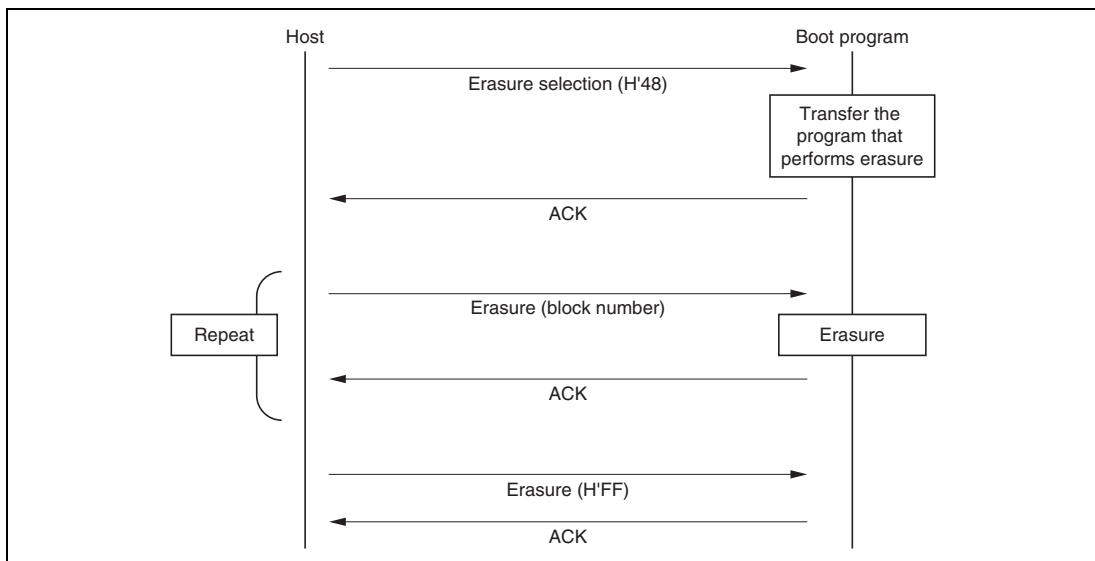 Host
Boot program
Erasure selection (H'48)
Transfer the
program that
performs erasure
ACK
Erasure (block number)
Repeat
Erasure
ACK
Erasure (H'FF)
ACK